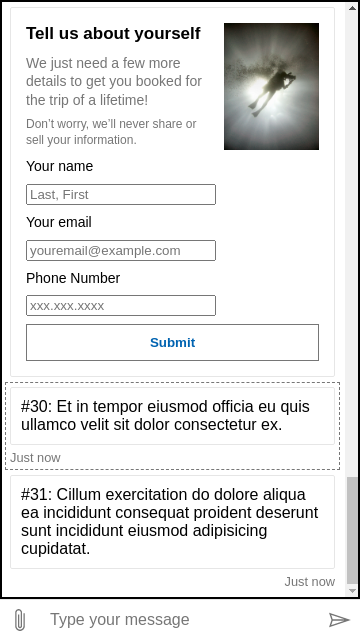 Tell us about yourself
We just need a few more
details to get you booked for
the trip of a lifetime!
Don’t worry, we’ll never share or
sell your information.
Your name
Last, First
Your email
youremail@example.com
Phone Number
xxx.xxx.xxxx
Submit
#30: Et in tempor eiusmod officia eu quis
ullamco velit sit dolor consectetur ex.
Just now
#31: Cillum exercitation do dolore aliqua
ea incididunt consequat proident deserunt
sunt incididunt eiusmod adipisicing
cupidatat.
Just now
Type your message